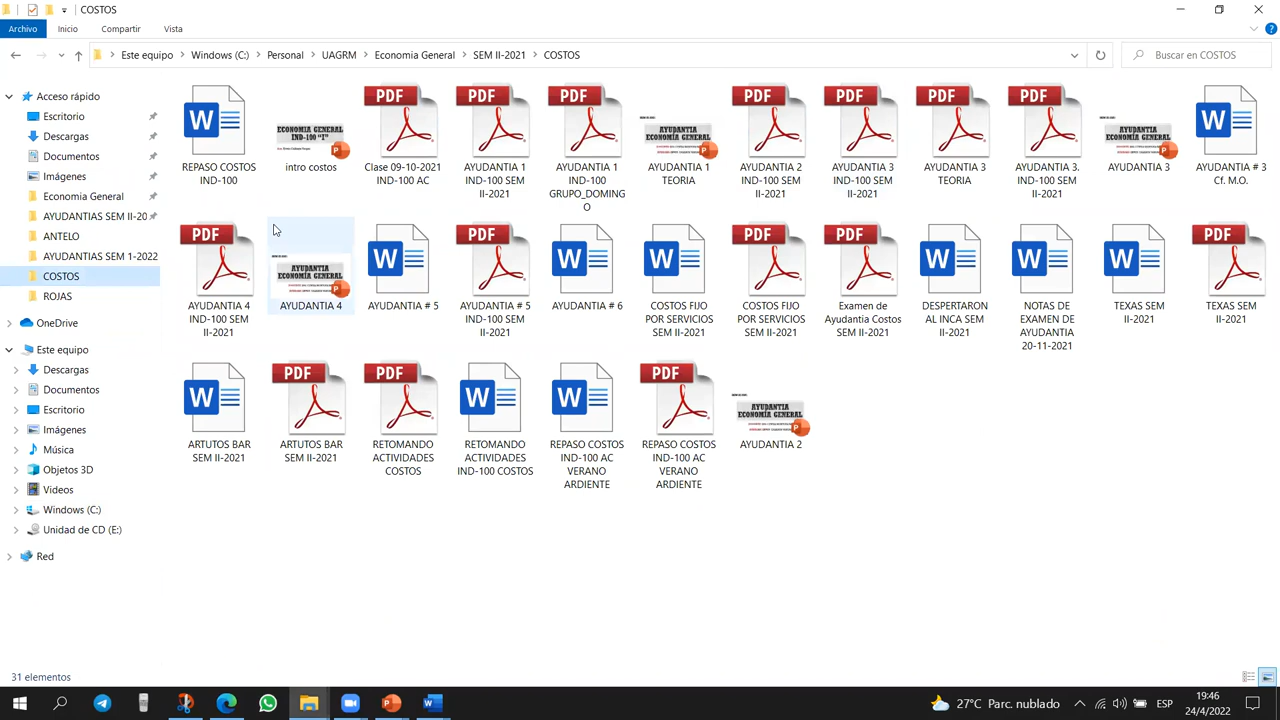 COSTOS
Archivo Inicio Compartir Vista
Este equipo Windows (C:) Personal UAGRM Economia General SEM II-2021 COSTOS
Buscar en COSTOS
Acceso rápido
Escritorio
Descargas
Documentos
Imágenes
Economia General
AYUDANTIAS SEM II-20
ANTELO
AYUDANTIAS SEM 1-2022
COSTOS
ROJAS
OneDrive
Este equipo
Descargas
Documentos
Escritorio
Imágenes
Música
Objetos 3D
Videos
Windows (C:)
Unidad de CD (E:)
Red
REPASO COSTOS
IND-100
ECONOMIA GENERAL
IND-100 "I"
intro costos
PDF
Clase 09-10-2021
IND-100 AC
PDF
AYUDANTIA 1
IND-100 SEM
II-2021
PDF
AYUDANTIA 1
IND-100
GRUPO_DOMING
O
AYUDANTIA
ECONOMÍA GENERAL
AYUDANTIA 1
TEORIA
PDF
AYUDANTIA 2
IND-100 SEM
II-2021
PDF
AYUDANTIA 3
IND-100 SEM
II-2021
PDF
AYUDANTIA 3
TEORIA
PDF
AYUDANTIA 3.
IND-100 SEM
II-2021
AYUDANTIA
ECONOMÍA GENERAL
AYUDANTIA 3
AYUDANTIA # 3
Cf. M.O.
PDF
AYUDANTIA 4
IND-100 SEM
II-2021
AYUDANTIA
ECONOMÍA GENERAL
AYUDANTIA 4
AYUDANTIA # 5
PDF
AYUDANTIA # 5
IND-100 SEM
II-2021
AYUDANTIA # 6
COSTOS FIJO
POR SERVICIOS
SEM II-2021
PDF
COSTOS FIJO
POR SERVICIOS
SEM II-2021
PDF
Examen de
Ayudantia Costos
SEM II-2021
DESPERTARON
AL INCA SEM
II-2021
NOTAS DE
EXAMEN DE
AYUDANTIA
20-11-2021
TEXAS SEM
II-2021
PDF
TEXAS SEM
II-2021
ARTUTOS BAR
SEM II-2021
PDF
ARTUTOS BAR
SEM II-2021
PDF
RETOMANDO
ACTIVIDADES
COSTOS
RETOMANDO
ACTIVIDADES
IND-100 COSTOS
REPASO COSTOS
IND-100 AC
VERANO
ARDIENTE
PDF
REPASO COSTOS
IND-100 AC
VERANO
ARDIENTE
AYUDANTIA
ECONOMÍA GENERAL
AYUDANTIA 2
31 elementos
27°C Parc. nublado
ESP
19:46
24/4/2022